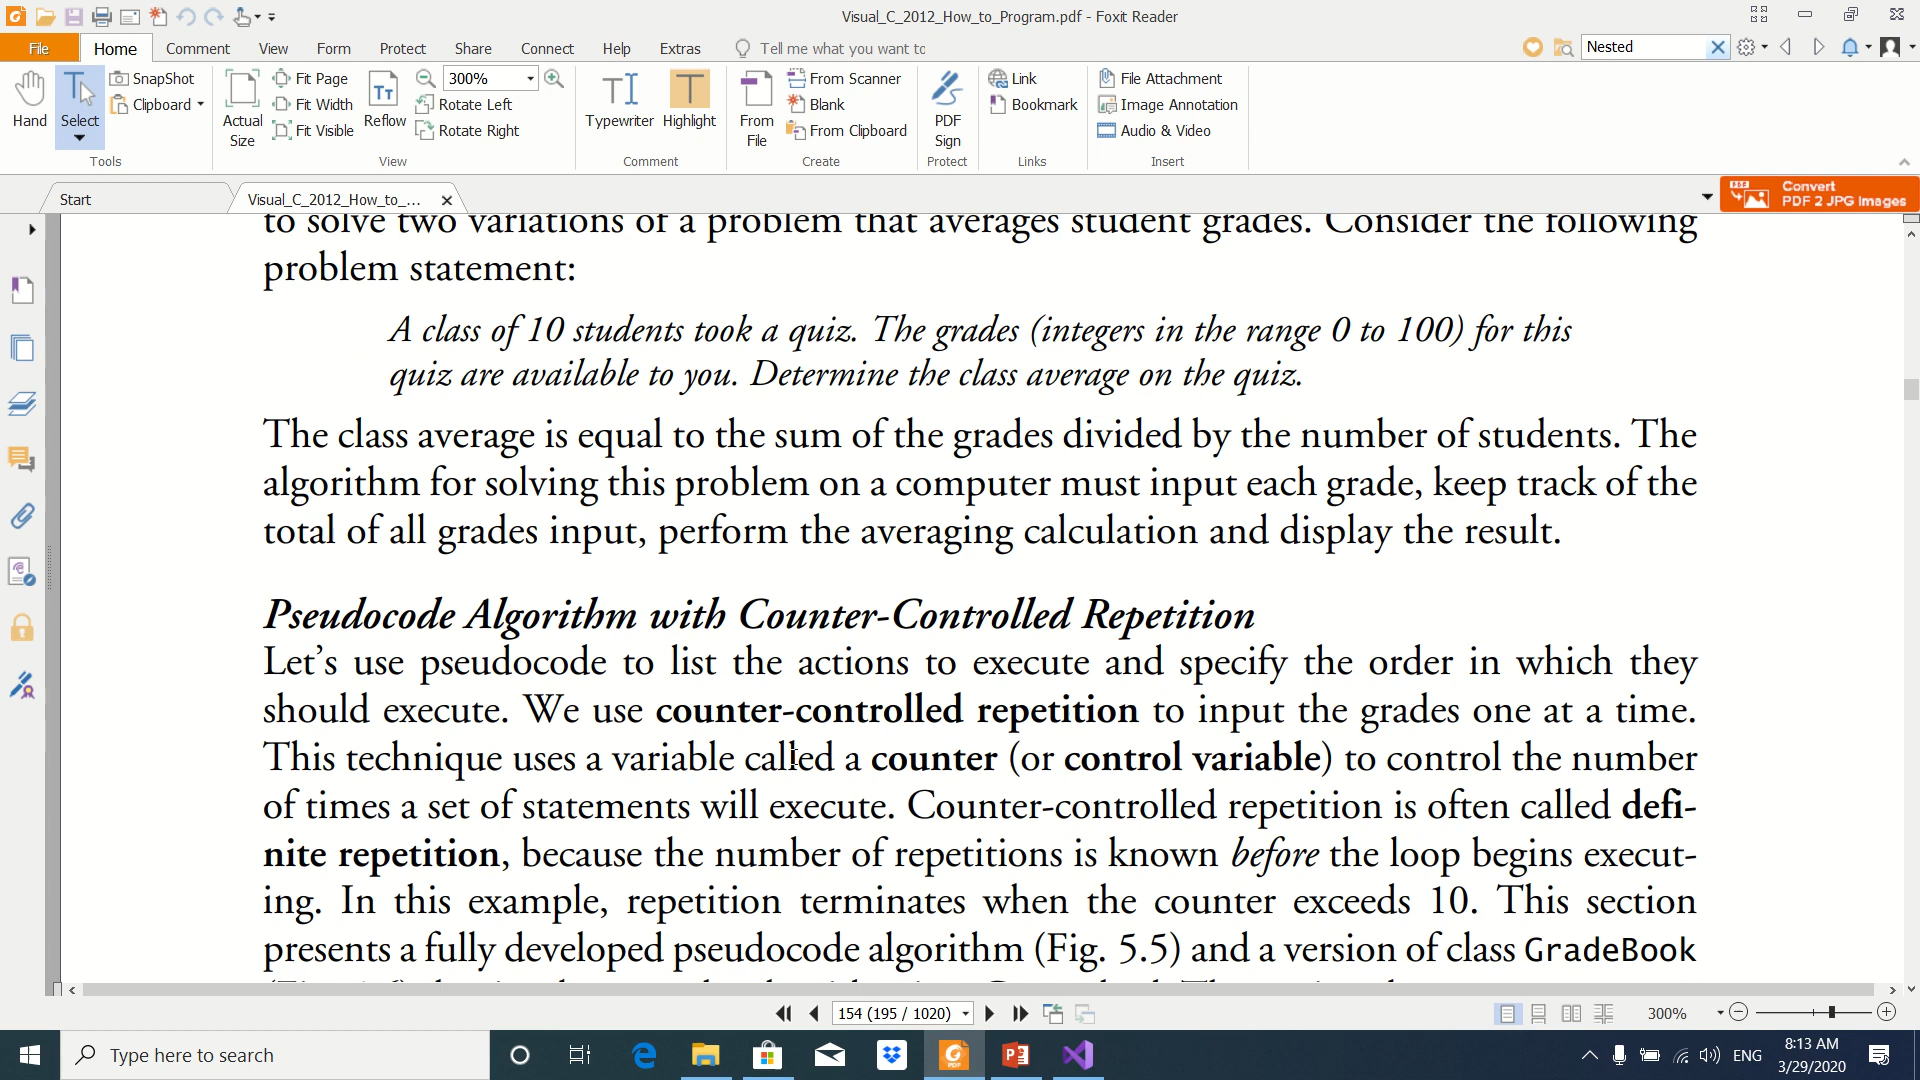 Visual_C_2012_How_to_Program.pdf - Foxit Reader
File Home Comment View Form Protect Share Connect Help Extras Tell me what you want to Nested
Hand
Select
SnapShot
Clipboard
Tools
Actual Size
Fit Page
Fit Width
Fit Visible
Reflow
300%
Rotate Left
Rotate Right
View
Typewriter
Highlight
Comment
From File
From Scanner
Blank
From Clipboard
Create
PDF Sign
Protect
Link
Bookmark
Links
File Attachment
Image Annotation
Audio & Video
Insert
Start
Visual_C_2012_How_to_...
Convert
PDF 2 JPG Images
to solve two variations of a problem that averages student grades. Consider the following
problem statement:
A class of 10 students took a quiz. The grades (integers in the range 0 to 100) for this
quiz are available to you. Determine the class average on the quiz.
The class average is equal to the sum of the grades divided by the number of students. The
algorithm for solving this problem on a computer must input each grade, keep track of the
total of all grades input, perform the averaging calculation and display the result.
Pseudocode Algorithm with Counter-Controlled Repetition
Let’s use pseudocode to list the actions to execute and specify the order in which they
should execute. We use counter-controlled repetition to input the grades one at a time.
This technique uses a variable called a counter (or control variable) to control the number
of times a set of statements will execute. Counter-controlled repetition is often called defi-
nite repetition, because the number of repetitions is known before the loop begins execut-
ing. In this example, repetition terminates when the counter exceeds 10. This section
presents a fully developed pseudocode algorithm (Fig. 5.5) and a version of class GradeBook
154 (195 / 1020)
300%
Type here to search
ENG
8:13 AM
3/29/2020